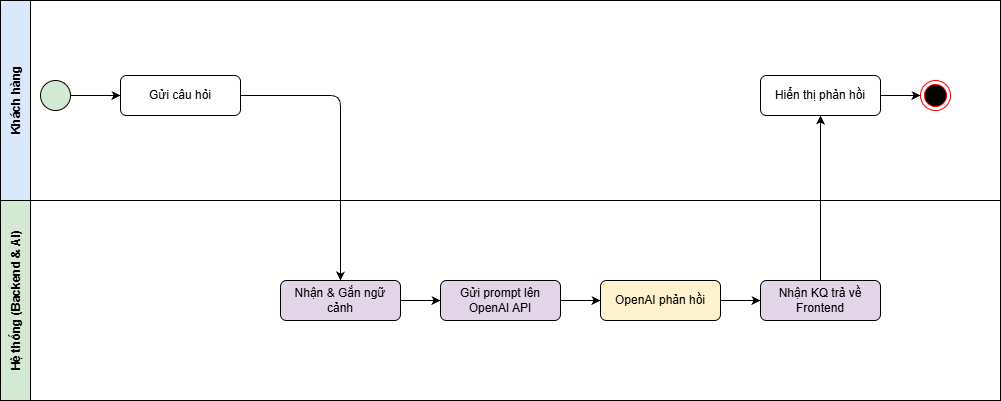 Khách hàng
Gửi câu hỏi
Hiển thị phản hồi
Hệ thống (Backend & AI)
Nhận & Gắn ngữ
cảnh
Gửi prompt lên
OpenAI API
OpenAI phản hồi
Nhận KQ trả về
Frontend